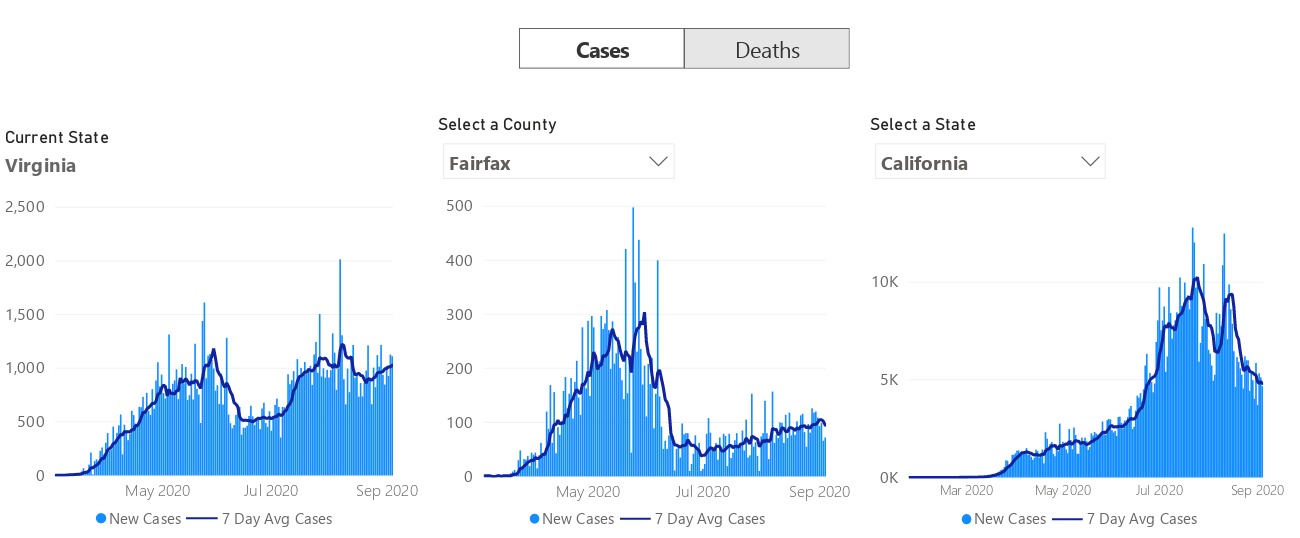 Cases Deaths
Current State
Virginia
2,500
2,000
1,500
1,000
500
0
May 2020 Jul 2020 Sep 2020
New Cases 7 Day Avg Cases
Select a County
Fairfax
500
400
300
200
100
0
May 2020 Jul 2020 Sep 2020
New Cases 7 Day Avg Cases
Select a State
California
10K
5K
0K
Mar 2020 May 2020 Jul 2020 Sep 2020
New Cases 7 Day Avg Cases